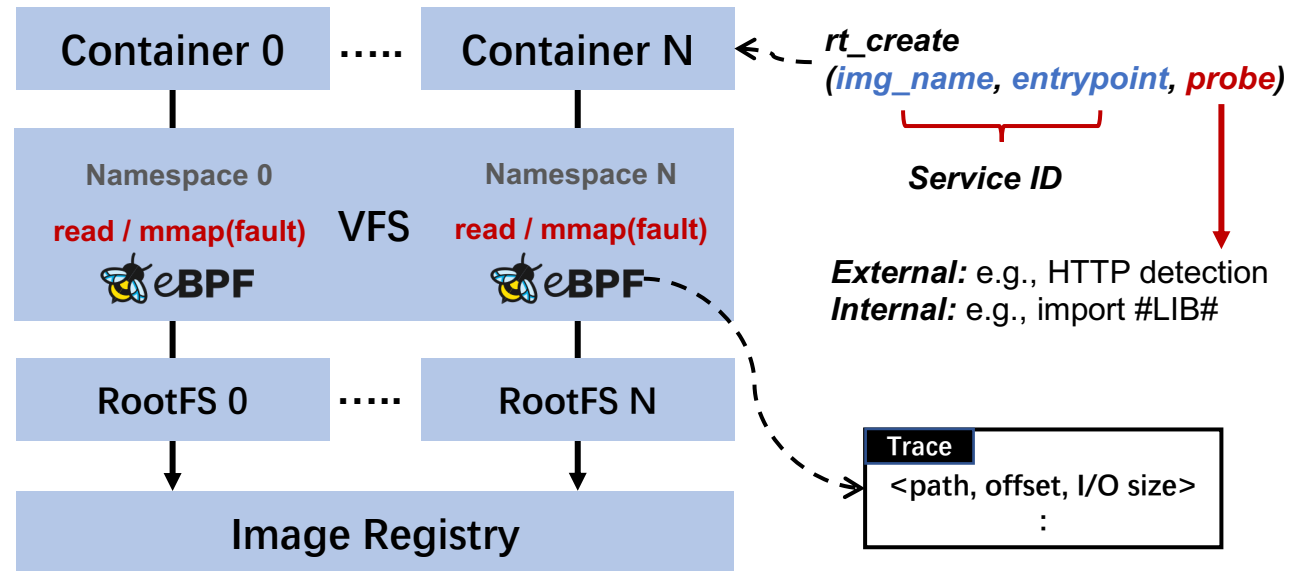 Container 0 ..... Container N
rt_create
(img_name, entrypoint, probe)
Service ID
Namespace 0
Namespace N
read / mmap(fault)
VFS
read / mmap(fault)
eBPF
eBPF
External: e.g., HTTP detection
Internal: e.g., import #LIB#
RootFS 0 ..... RootFS N
Trace
<path, offset, I/O size>
:
Image Registry